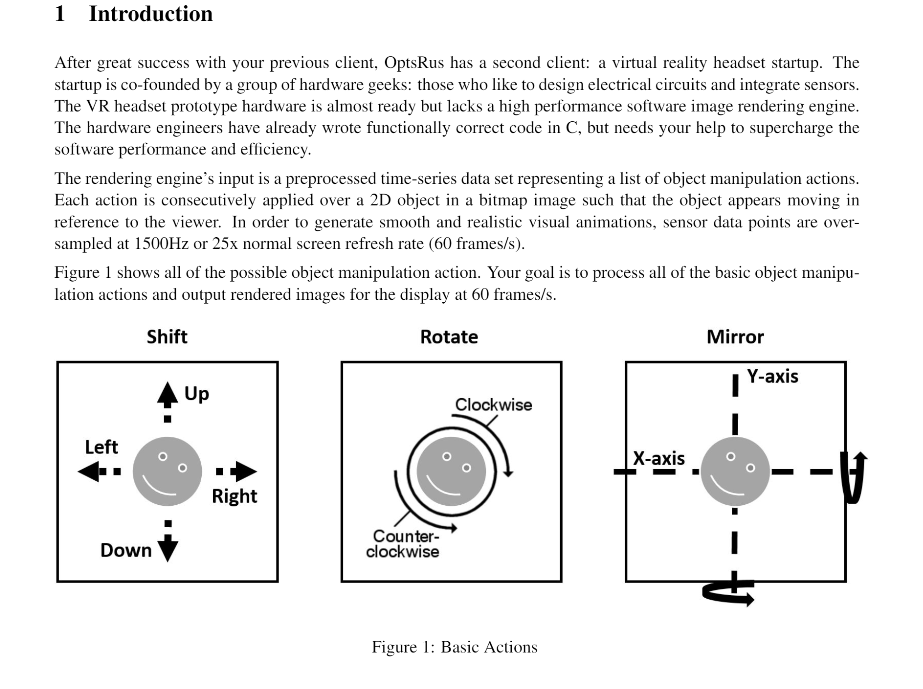 1 Introduction
After great success with your previous client, OptsRus has a second client: a virtual reality headset startup. The
startup is co-founded by a group of hardware geeks: those who like to design electrical circuits and integrate sensors.
The VR headset prototype hardware is almost ready but lacks a high performance software image rendering engine.
The hardware engineers have already wrote functionally correct code in C, but needs your help to supercharge the
software performance and efficiency.
The rendering engine's input is a preprocessed time-series data set representing a list of object manipulation actions.
Each action is consecutively applied over a 2D object in a bitmap image such that the object appears moving in
reference to the viewer. In order to generate smooth and realistic visual animations, sensor data points are over-
sampled at 1500Hz or 25x normal screen refresh rate (60 frames/s).
Figure 1 shows all of the possible object manipulation action. Your goal is to process all of the basic object manipu-
lation actions and output rendered images for the display at 60 frames/s.
Shift
Up
Left
Right
Down
Rotate
Clockwise
Counter-
clockwise
Mirror
Y-axis
X-axis
Figure 1: Basic Actions